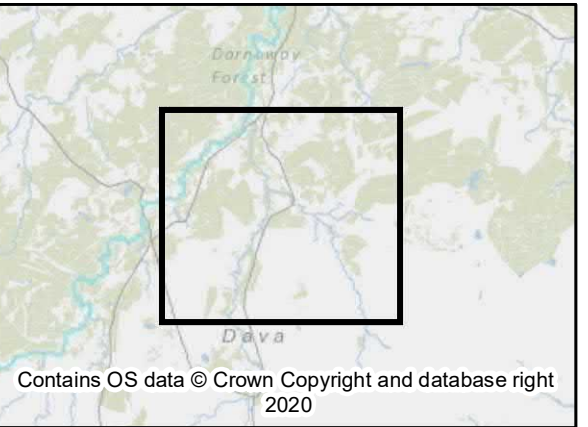 Darnaway
Forest
Dava
Contains OS data © Crown Copyright and database right
2020